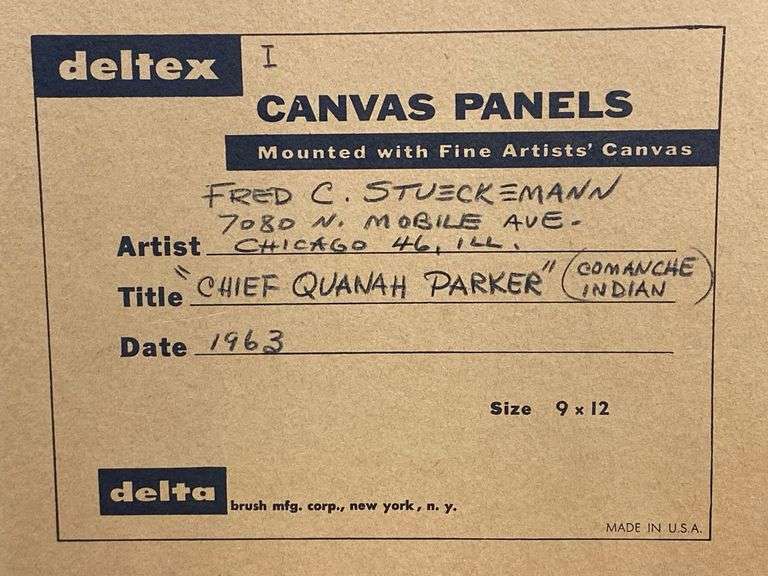 deltex I
CANVAS PANELS
Mounted with Fine Artists' Canvas
FRED C. STUECKEMANN
7080 N. MOBILE AVE.
Artist CHICAGO 46, ILL.
Title "CHIEF QUANAH PARKER" (COMANCHE INDIAN)
Date 1963
Size 9 x 12
delta brush mfg. corp., new york, n. y.
MADE IN U.S.A.